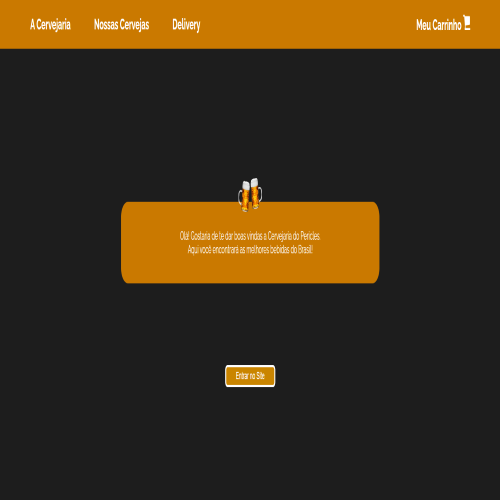 A Cervejaria
Nossas Cervejas
Delivery
Meu Carrinho
Olá! Gostaria de te dar boas vindas a Cervejaria do Pericles.
Aqui você encontrará as melhores bebidas do Brasil!
Entrar no Site